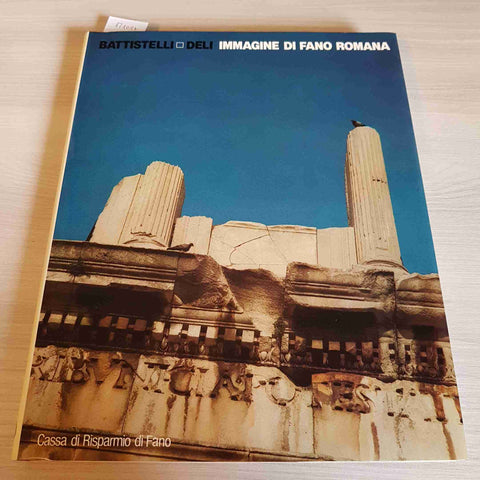 BATTISTELLI DELI IMMAGINE DI FANO ROMANA
Cassa di Risparmio di Fano